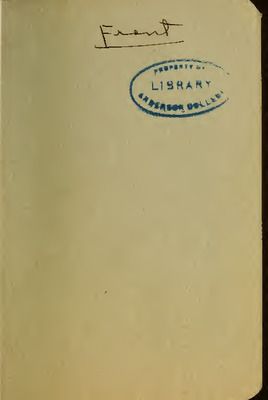 Front
PROPERTY OF
LIBRARY
ANDERSON COLLEGE